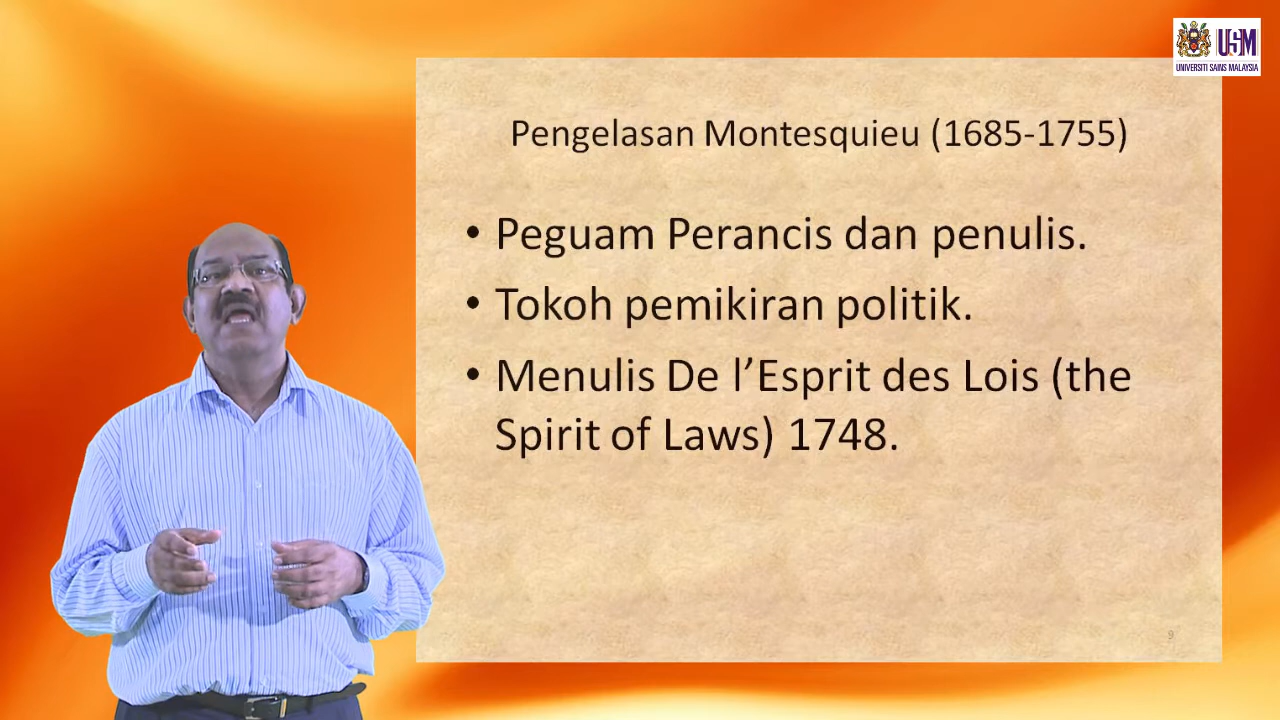 USM
UNIVERSITI SAINS MALAYSIA
Pengelasan Montesquieu (1685-1755)
• Peguam Perancis dan penulis.
• Tokoh pemikiran politik.
• Menulis De l’Esprit des Lois (the
Spirit of Laws) 1748.
9